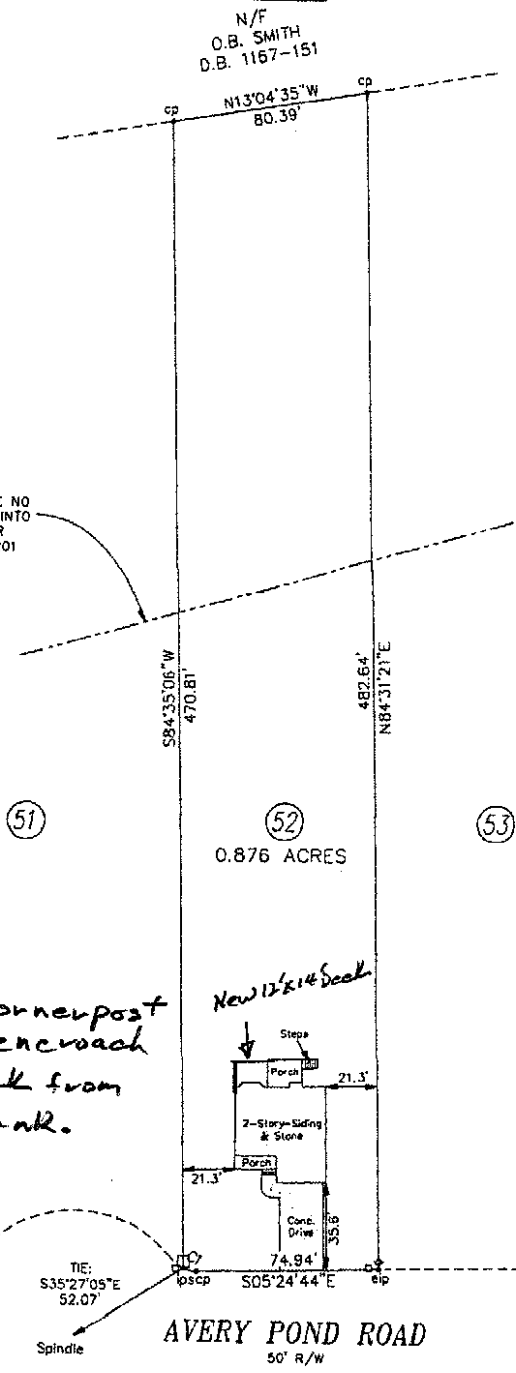 N/F
O.B. SMITH
D.B. 1167-151
cp
cp
N13°04'35"W
80.39'
NO
INTO
S84°35'06"W
470.81'
482.64'
N84°31'21"E
51
52
53
0.876 ACRES
New 12'x14' Deck
cornerpost
encroach
from
Steps
Porch
21.3'
2-Story-Siding
& Stone
Porch
21.3'
Conc.
Drive
35.6
TIE:
S35°27'05"E
52.07'
Spindle
ipscp
74.94'
S05°24'44"E
eip
AVERY POND ROAD
50' R/W